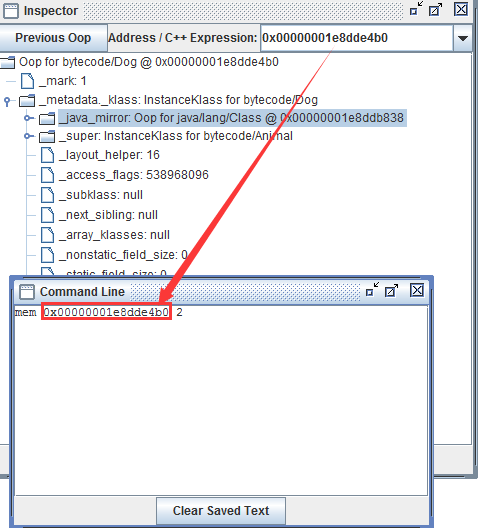 Inspector
Previous Oop Address / C++ Expression: 0x00000001e8dde4b0
Oop for bytecode/Dog @ 0x00000001e8dde4b0
_mark: 1
_metadata._klass: InstanceKlass for bytecode/Dog
_java_mirror: Oop for java/lang/Class @ 0x00000001e8ddb838
_super: InstanceKlass for bytecode/Animal
_layout_helper: 16
_access_flags: 538968096
_subklass: null
_next_sibling: null
_array_klasses: null
_nonstatic_field_size: 0
_static_field_size: 0
Command Line
mem 0x00000001e8dde4b0 2
Clear Saved Text